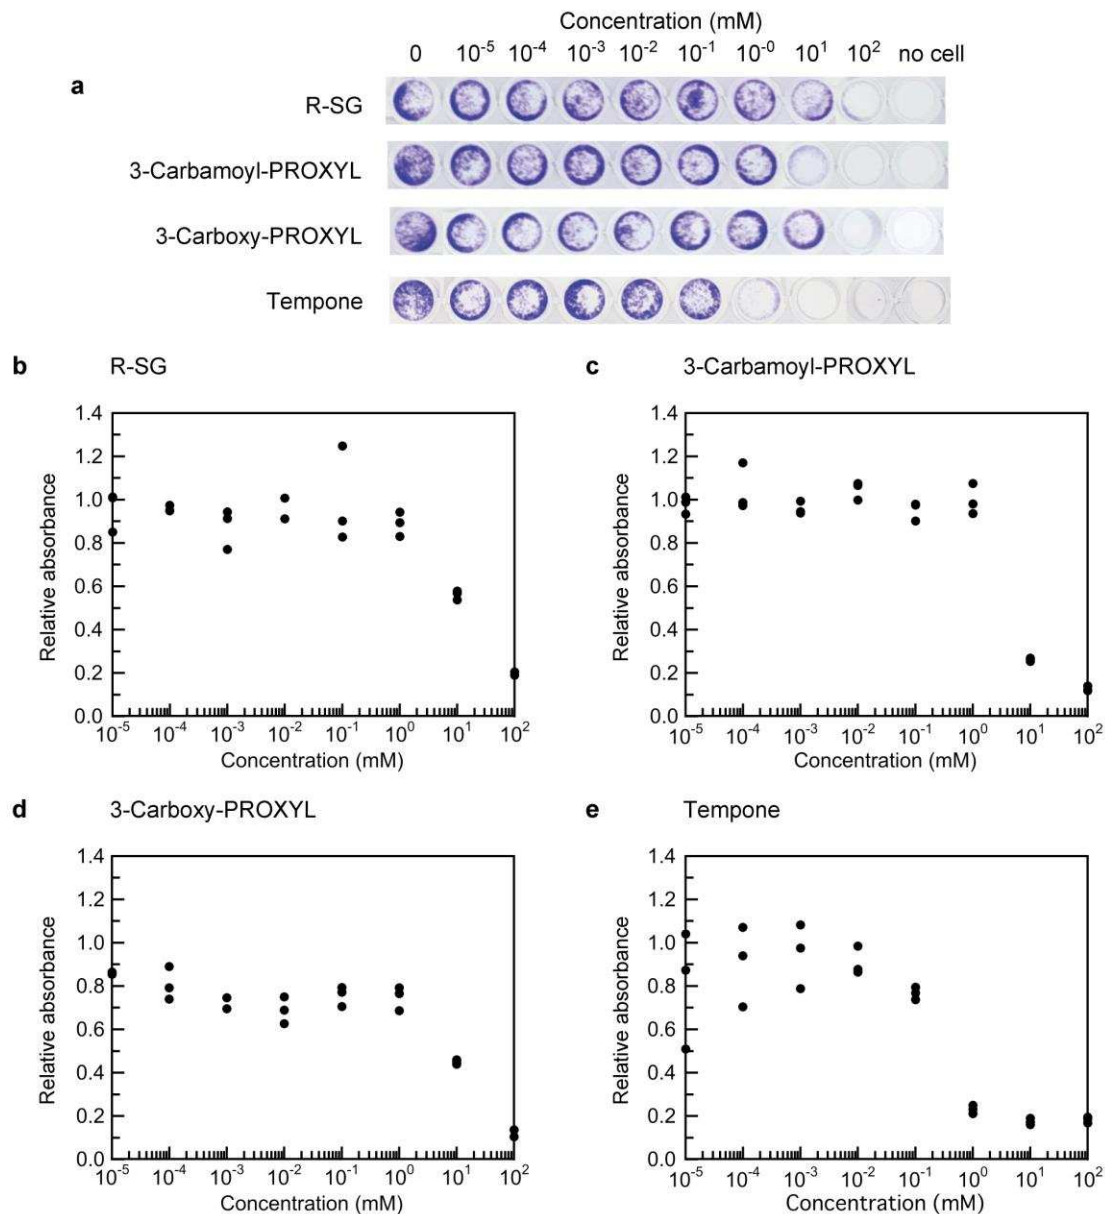 Concentration (mM)
0 10⁻⁵ 10⁻⁴ 10⁻³ 10⁻² 10⁻¹ 10⁻⁰ 10¹ 10² no cell
a
R-SG
3-Carbamoyl-PROXYL
3-Carboxy-PROXYL
Tempone
b R-SG
1.4
1.2
1.0
0.8
0.6
0.4
0.2
0.0
Relative absorbance
10⁻⁵ 10⁻⁴ 10⁻³ 10⁻² 10⁻¹ 10⁰ 10¹ 10²
Concentration (mM)
c 3-Carbamoyl-PROXYL
1.4
1.2
1.0
0.8
0.6
0.4
0.2
0.0
Relative absorbance
10⁻⁵ 10⁻⁴ 10⁻³ 10⁻² 10⁻¹ 10⁰ 10¹ 10²
Concentration (mM)
d 3-Carboxy-PROXYL
1.4
1.2
1.0
0.8
0.6
0.4
0.2
0.0
Relative absorbance
10⁻⁵ 10⁻⁴ 10⁻³ 10⁻² 10⁻¹ 10⁰ 10¹ 10²
Concentration (mM)
e Tempone
1.4
1.2
1.0
0.8
0.6
0.4
0.2
0.0
Relative absorbance
10⁻⁵ 10⁻⁴ 10⁻³ 10⁻² 10⁻¹ 10⁰ 10¹ 10²
Concentration (mM)